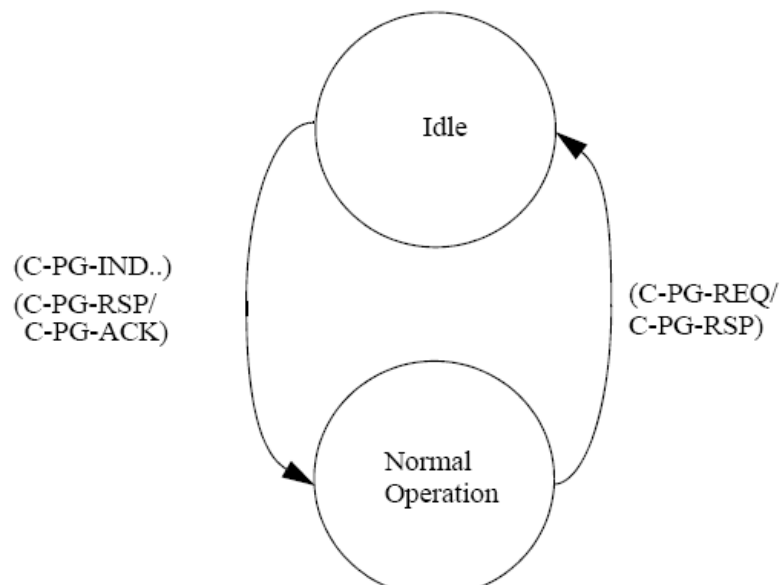 Idle
(C-PG-IND..)
(C-PG-RSP/
C-PG-ACK)
(C-PG-REQ/
C-PG-RSP)
Normal
Operation